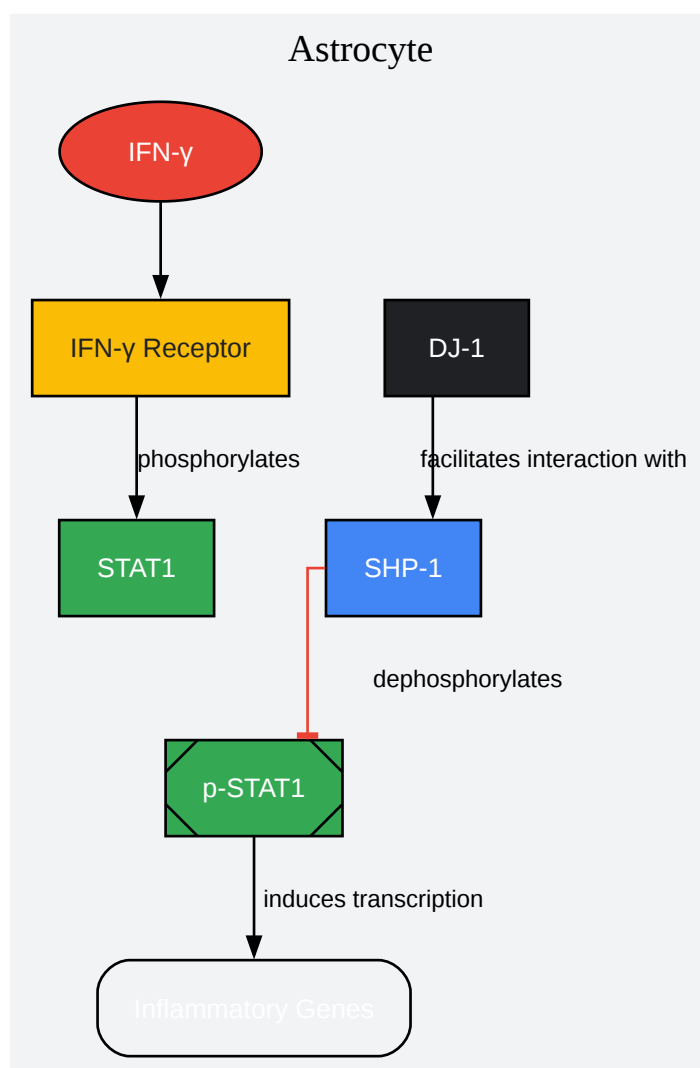 Astrocyte
IFN-γ
IFN-γ Receptor
DJ-1
phosphorylates
facilitates interaction with
STAT1
SHP-1
dephosphorylates
p-STAT1
induces transcription
Inflammatory Genes